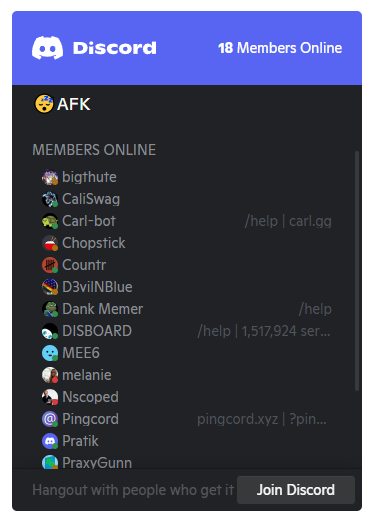 Discord
18 Members Online
AFK
MEMBERS ONLINE
bigthute
CaliSwag
Carl-bot /help | carl.gg
Chopstick
Countr
D3vilNBlue
Dank Memer /help
DISBOARD /help | 1,517,924 ser...
MEE6
melanie
Nscoped
Pingcord pingcord.xyz | ?pin...
Pratik
PraxyGunn
Hangout with people who get it
Join Discord